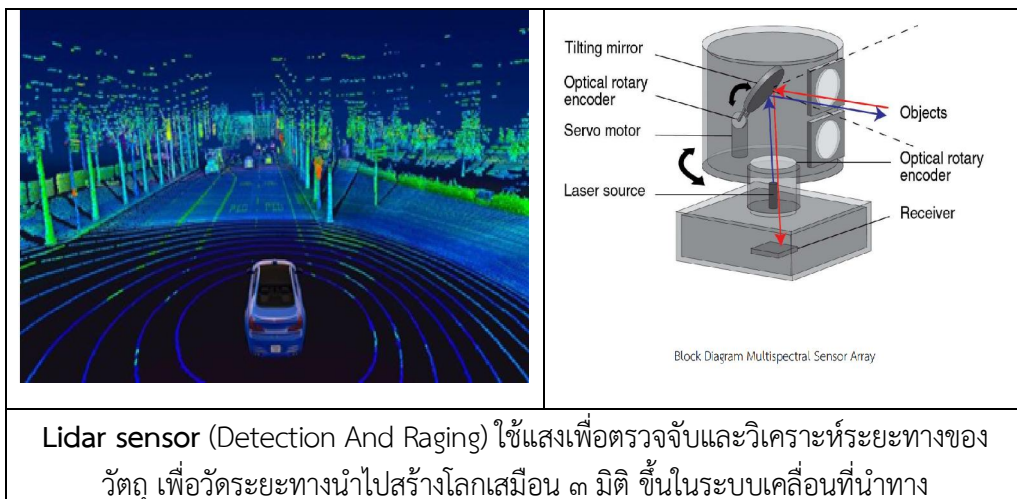 Tilting mirror
Optical rotary
encoder
Servo motor
Laser source
Objects
Optical rotary
encoder
Receiver
Block Diagram Multispectral Sensor Array
Lidar sensor (Detection And Raging) ใช้แสงเพื่อตรวจจับและวิเคราะห์ระยะทางของ
วัตถุ เพื่อวัดระยะทางนำไปสร้างโลกเสมือน ๓ มิติ ขึ้นในระบบเคลื่อนที่นำทาง